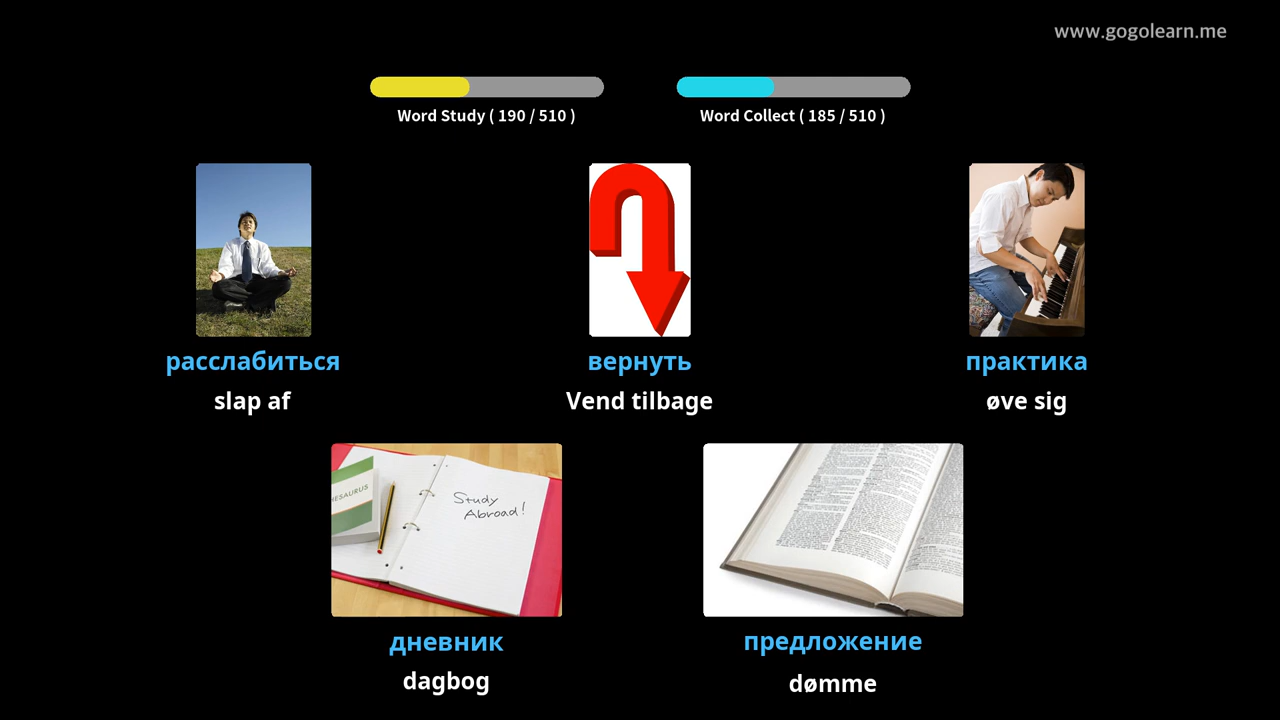 www.gogolearn.me
Word Study ( 190 / 510 )
Word Collect ( 185 / 510 )
расслабиться
slap af
вернуть
Vend tilbage
практика
øve sig
HESAURUS
Study
Abroad!
дневник
dagbog
предложение
dømme